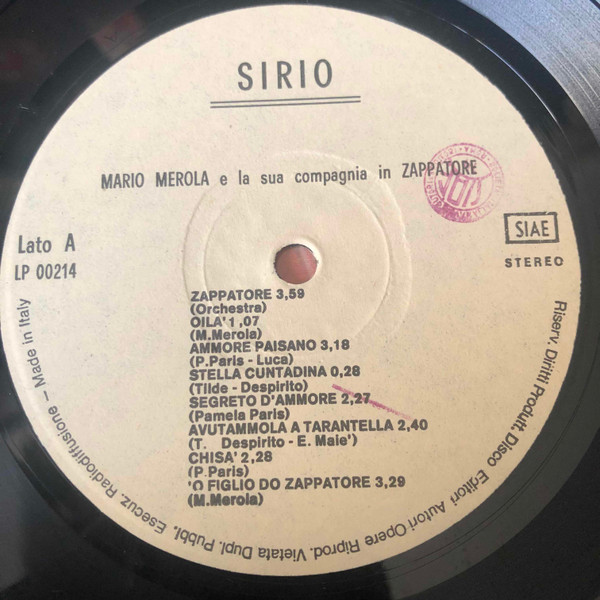 SIRIO
MARIO MEROLA e la sua compagnia in ZAPPATORE
Lato A
LP 00214
SIAE
STEREO
ZAPPATORE 3,59
(Orchestra)
OILA' 1,07
(M.Merola)
AMMORE PAISANO 3,18
(P.Paris - Luca)
STELLA CUNTADINA 0,28
(Tilde - Despirito)
SEGRETO D'AMMORE 2,27
(Pamela Paris)
AVUTAMMOLA A TARANTELLA 2,40
(T. Despirito - E. Maie')
CHISA' 2,28
(P.Paris)
'O FIGLIO DO ZAPPATORE 3,29
(M.Merola)
Riserv. Diritti Produtt. Disco Editori Autori Opere Riprod. Vietata Dupl. Pubbl. Esecuz. Radiodiffusione — Made in Italy